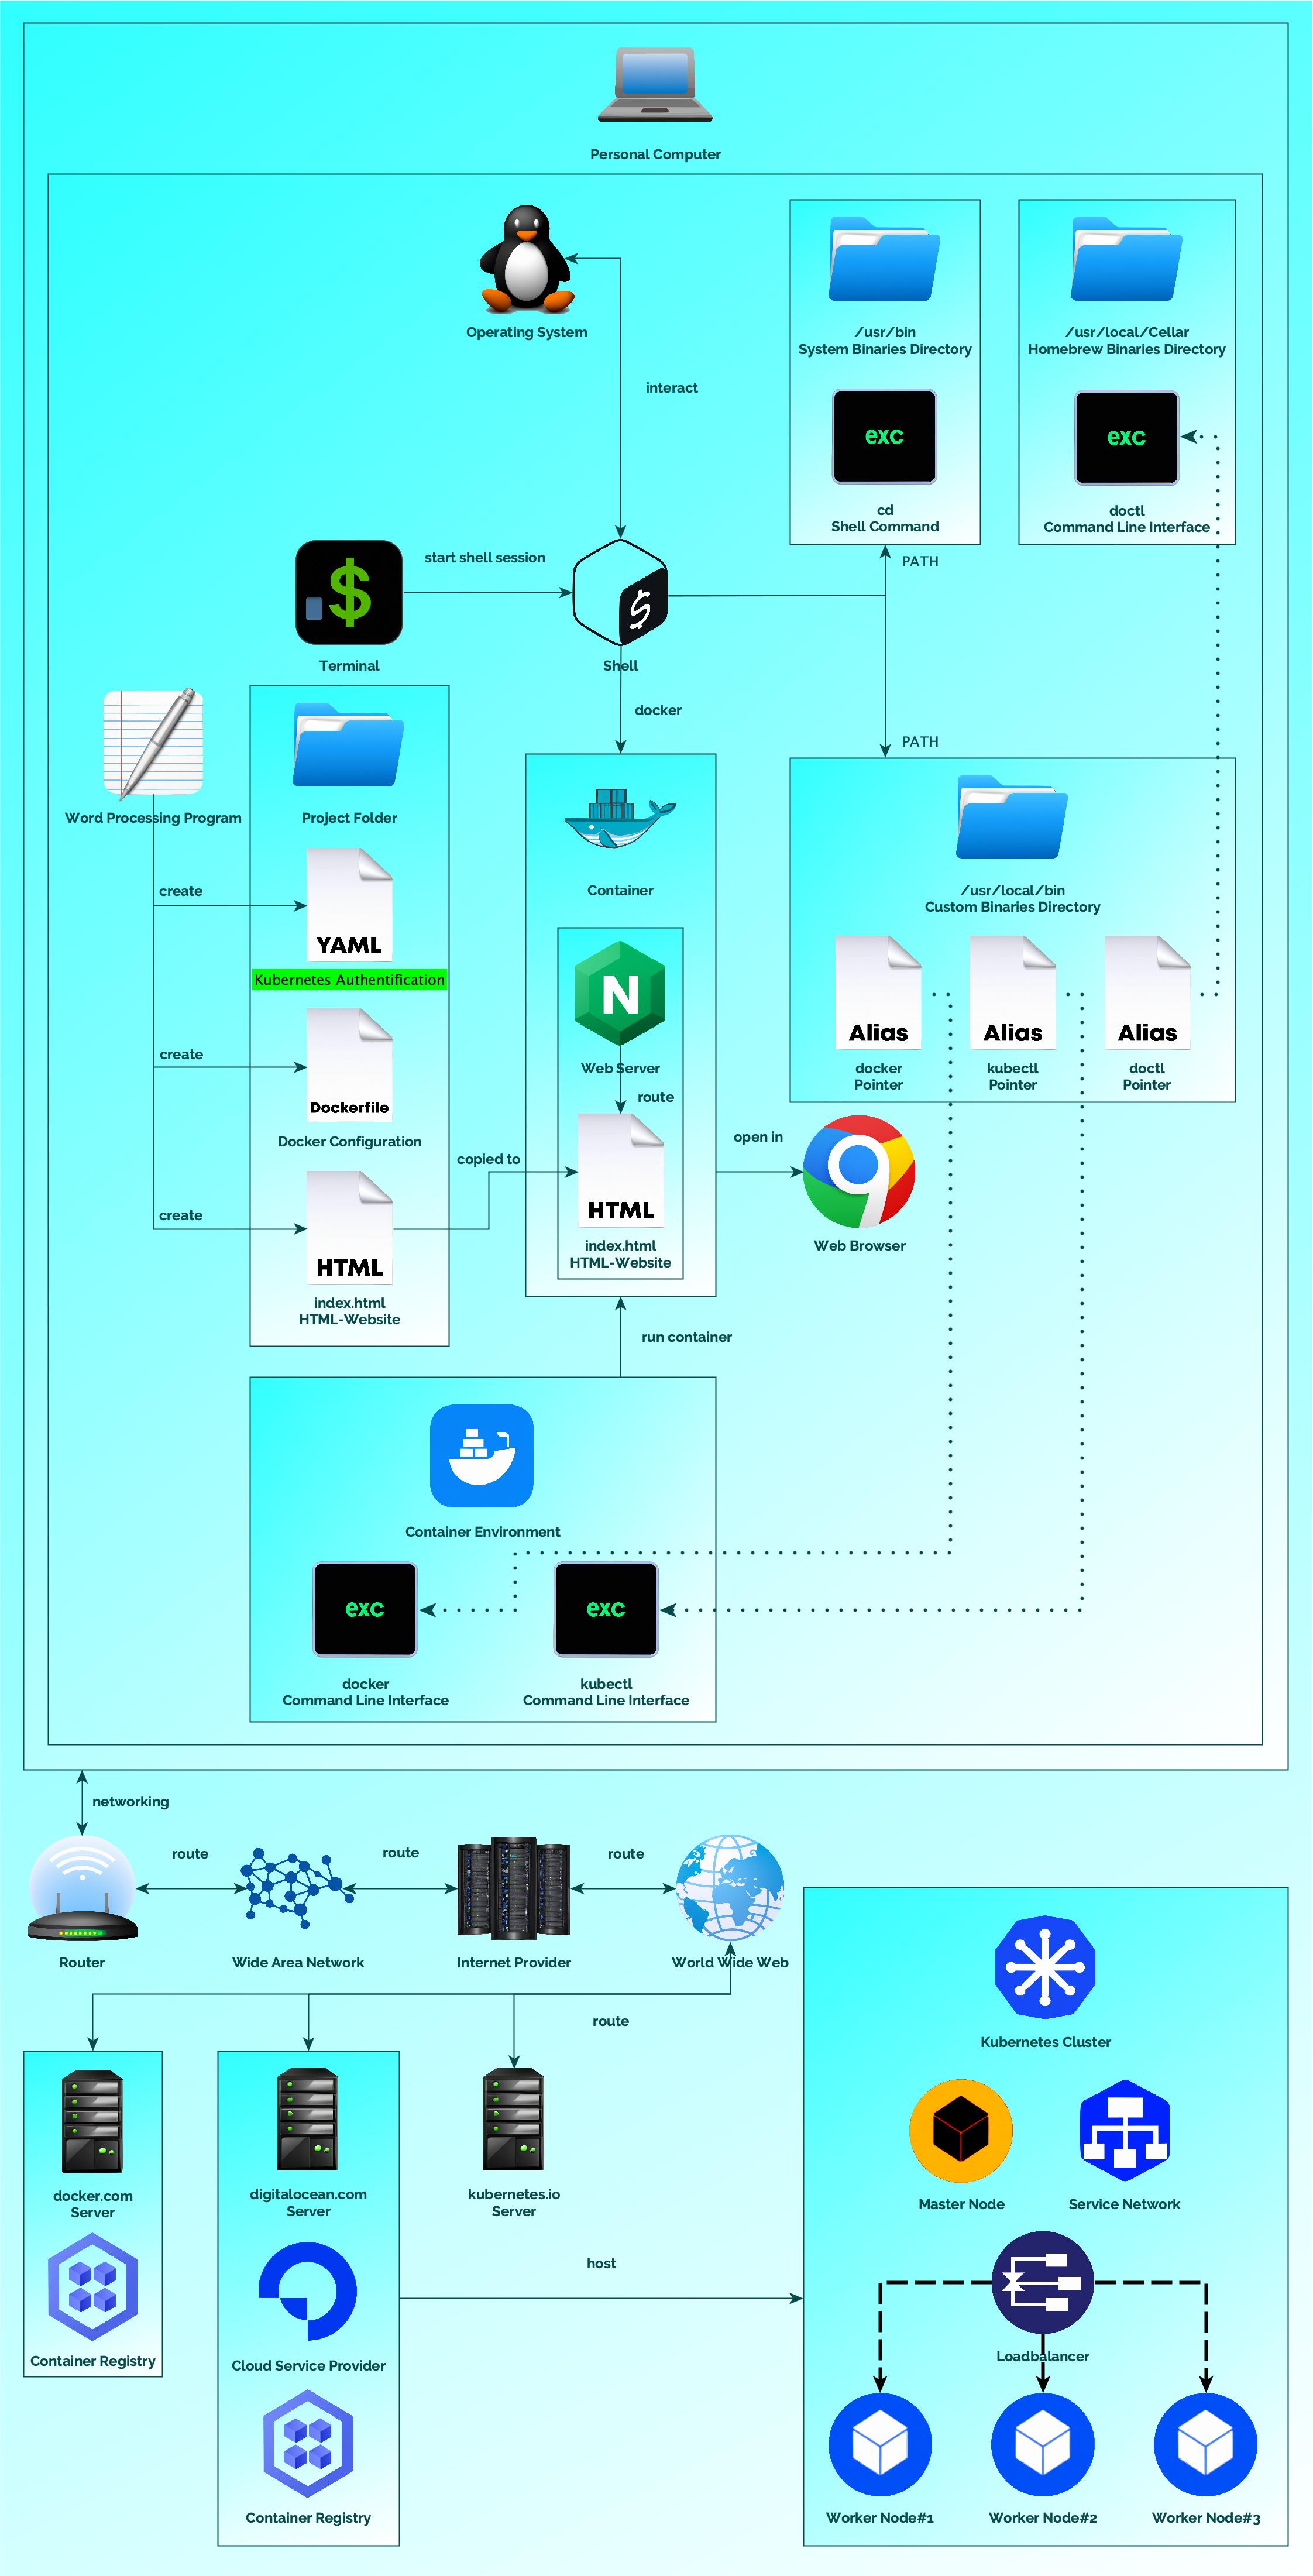 Personal Computer
Operating System
interact
/usr/bin
System Binaries Directory
exc
cd
Shell Command
/usr/local/Cellar
Homebrew Binaries Directory
exc
doctl
Command Line Interface
$
Terminal
start shell session
$
Shell
PATH
PATH
docker
Word Processing Program
create
create
create
Project Folder
YAML
Kubernetes Authentification
Dockerfile
Docker Configuration
HTML
index.html
HTML-Website
copied to
Container
N
Web Server
route
HTML
index.html
HTML-Website
open in
Web Browser
/usr/local/bin
Custom Binaries Directory
Alias
docker
Pointer
Alias
kubectl
Pointer
Alias
doctl
Pointer
run container
Container Environment
exc
docker
Command Line Interface
exc
kubectl
Command Line Interface
networking
Router
route
Wide Area Network
route
Internet Provider
route
World Wide Web
route
docker.com
Server
Container Registry
digitalocean.com
Server
Cloud Service Provider
Container Registry
kubernetes.io
Server
host
Kubernetes Cluster
Master Node
Service Network
Loadbalancer
Worker Node#1
Worker Node#2
Worker Node#3